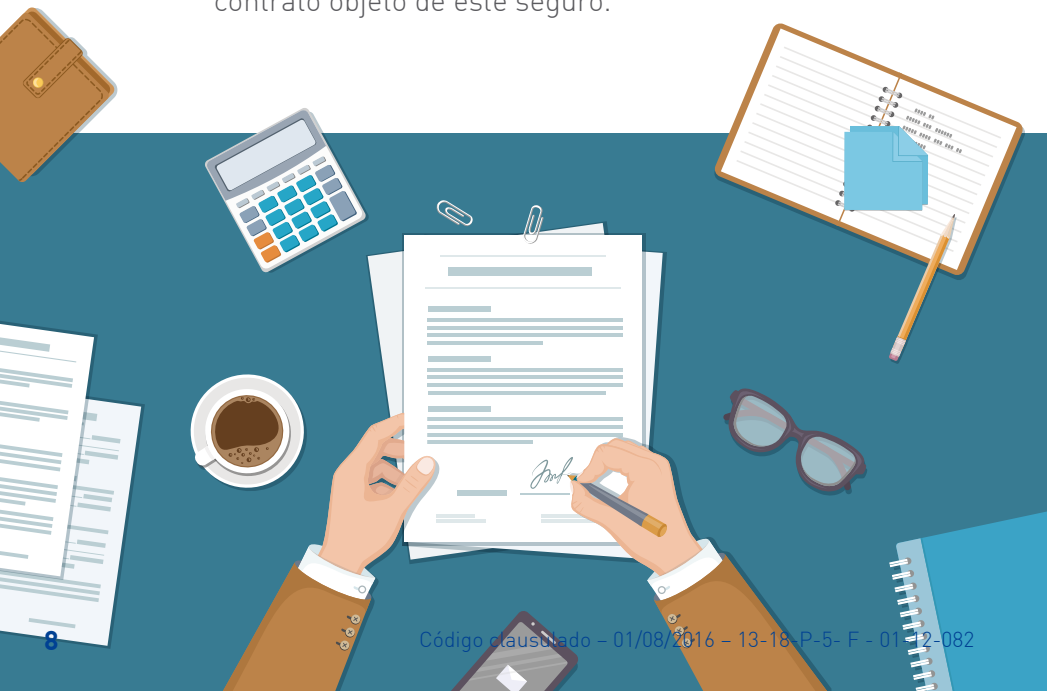 contrato objeto de este seguro.
8
Código clausulado – 01/08/2016 – 13-18-P-5- F - 01-12-082